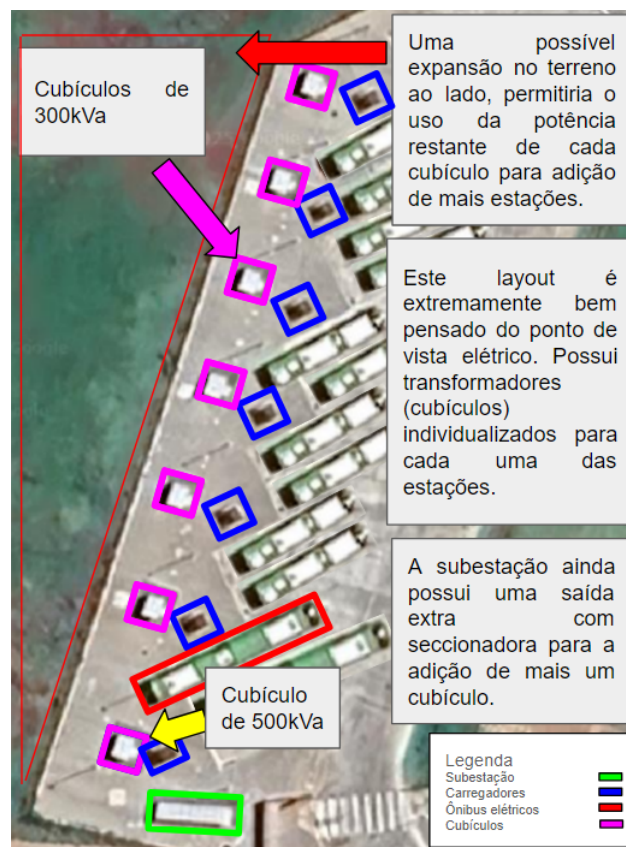 Cubículos de
300kVa
Uma possível
expansão no terreno
ao lado, permitiria o
uso da potência
restante de cada
cubículo para adição
de mais estações.
Este layout é
extremamente bem
pensado do ponto de
vista elétrico. Possui
transformadores
(cubículos)
individualizados para
cada uma das
estações.
A subestação ainda
possui uma saída
extra com
seccionadora para a
adição de mais um
cubículo.
Cubículo
de 500kVa
Legenda
Subestação
Carregadores
Ônibus elétricos
Cubículos